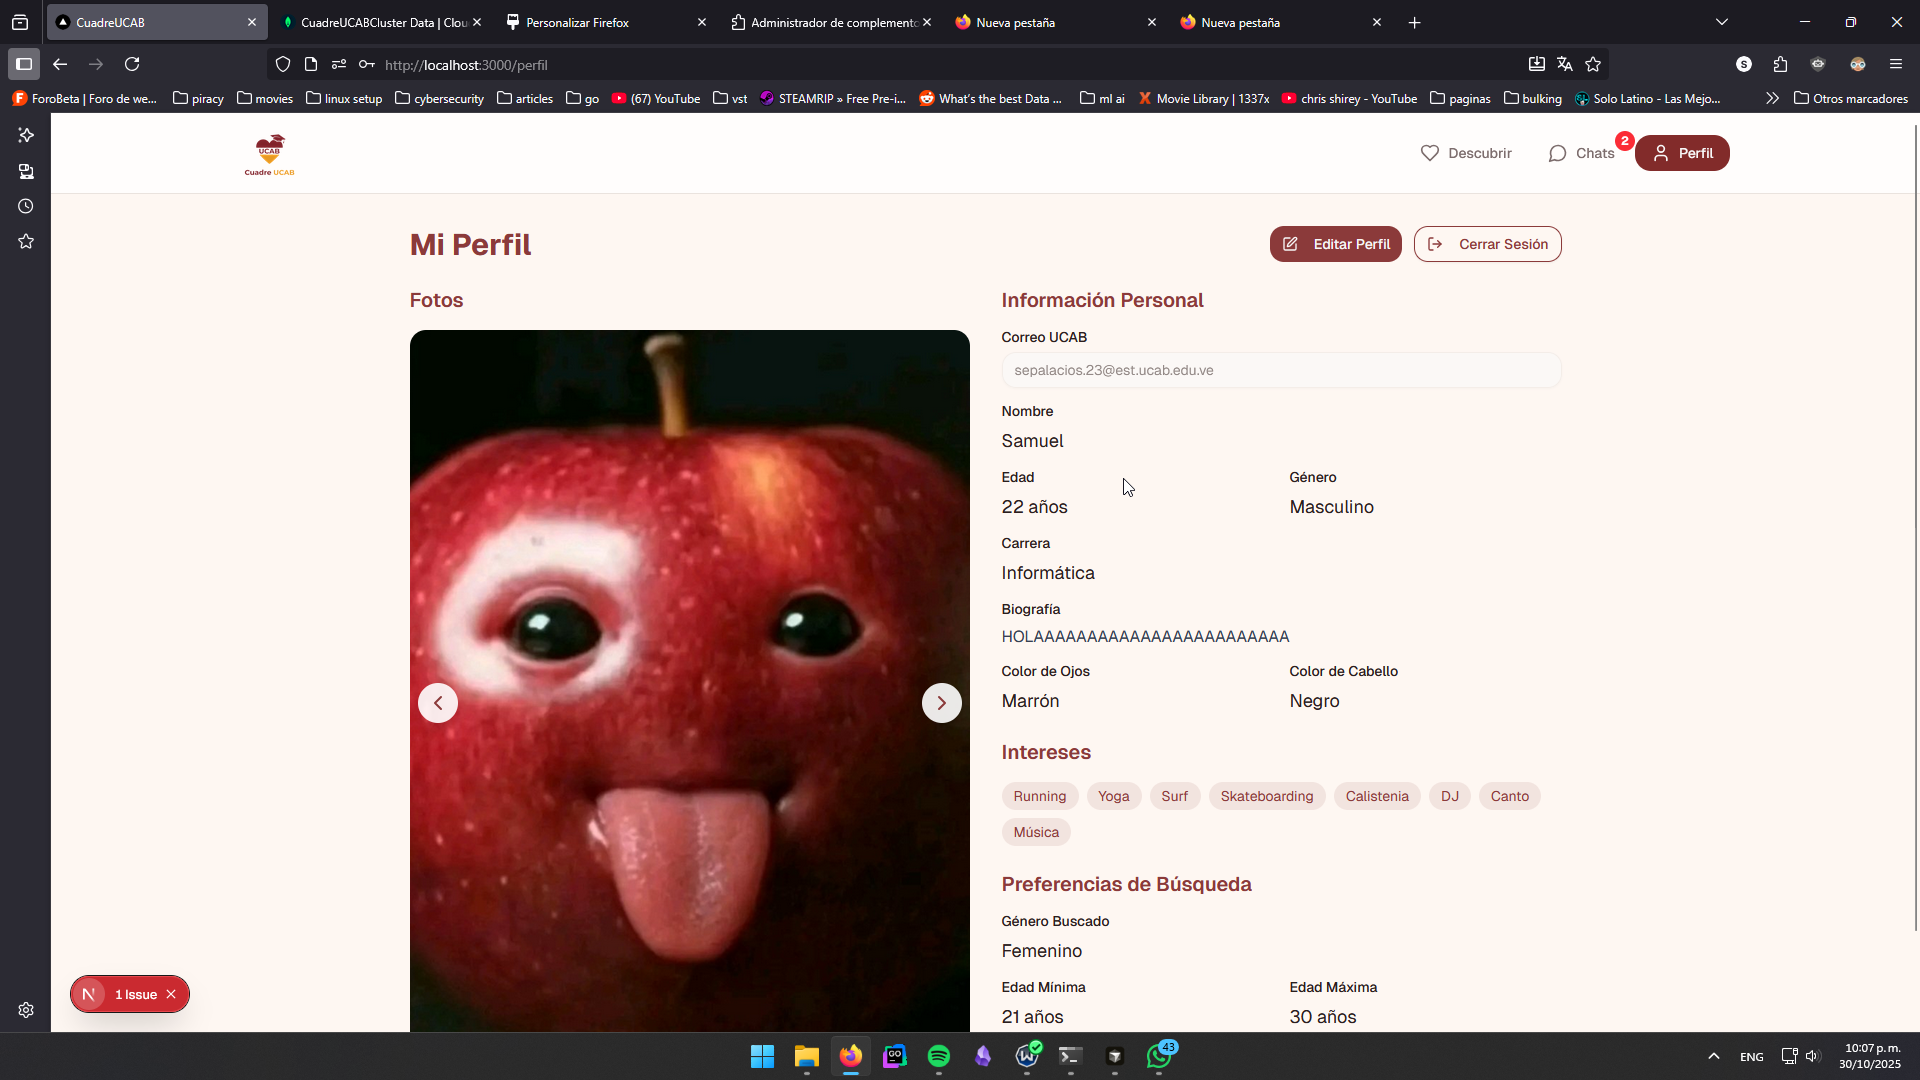 CuadreUCAB
CuadreUCABCluster Data | Clou
Personalizar Firefox
Administrador de complemento
Nueva pestaña
Nueva pestaña
http://localhost:3000/perfil
S
ForoBeta | Foro de we...
piracy
movies
linux setup
cybersecurity
articles
go
(67) YouTube
vst
STEAMRIP » Free Pre-i...
What's the best Data ...
ml ai
Movie Library | 1337x
chris shirey - YouTube
paginas
bulking
Solo Latino - Las Mejo...
Otros marcadores
UCAB
Cuadre UCAB
Descubrir
Chats
2
Perfil
Mi Perfil
Editar Perfil
Cerrar Sesión
Fotos
Información Personal
Correo UCAB
sepalacios.23@est.ucab.edu.ve
Nombre
Samuel
Edad
Género
22 años
Masculino
Carrera
Informática
Biografía
HOLAAAAAAAAAAAAAAAAAAAAAAAA
Color de Ojos
Color de Cabello
Marrón
Negro
Intereses
Running
Yoga
Surf
Skateboarding
Calistenia
DJ
Canto
Música
Preferencias de Búsqueda
Género Buscado
Femenino
Edad Mínima
Edad Máxima
21 años
30 años
N
1 Issue
GO
W
43
ENG
10:07 p. m.
30/10/2025